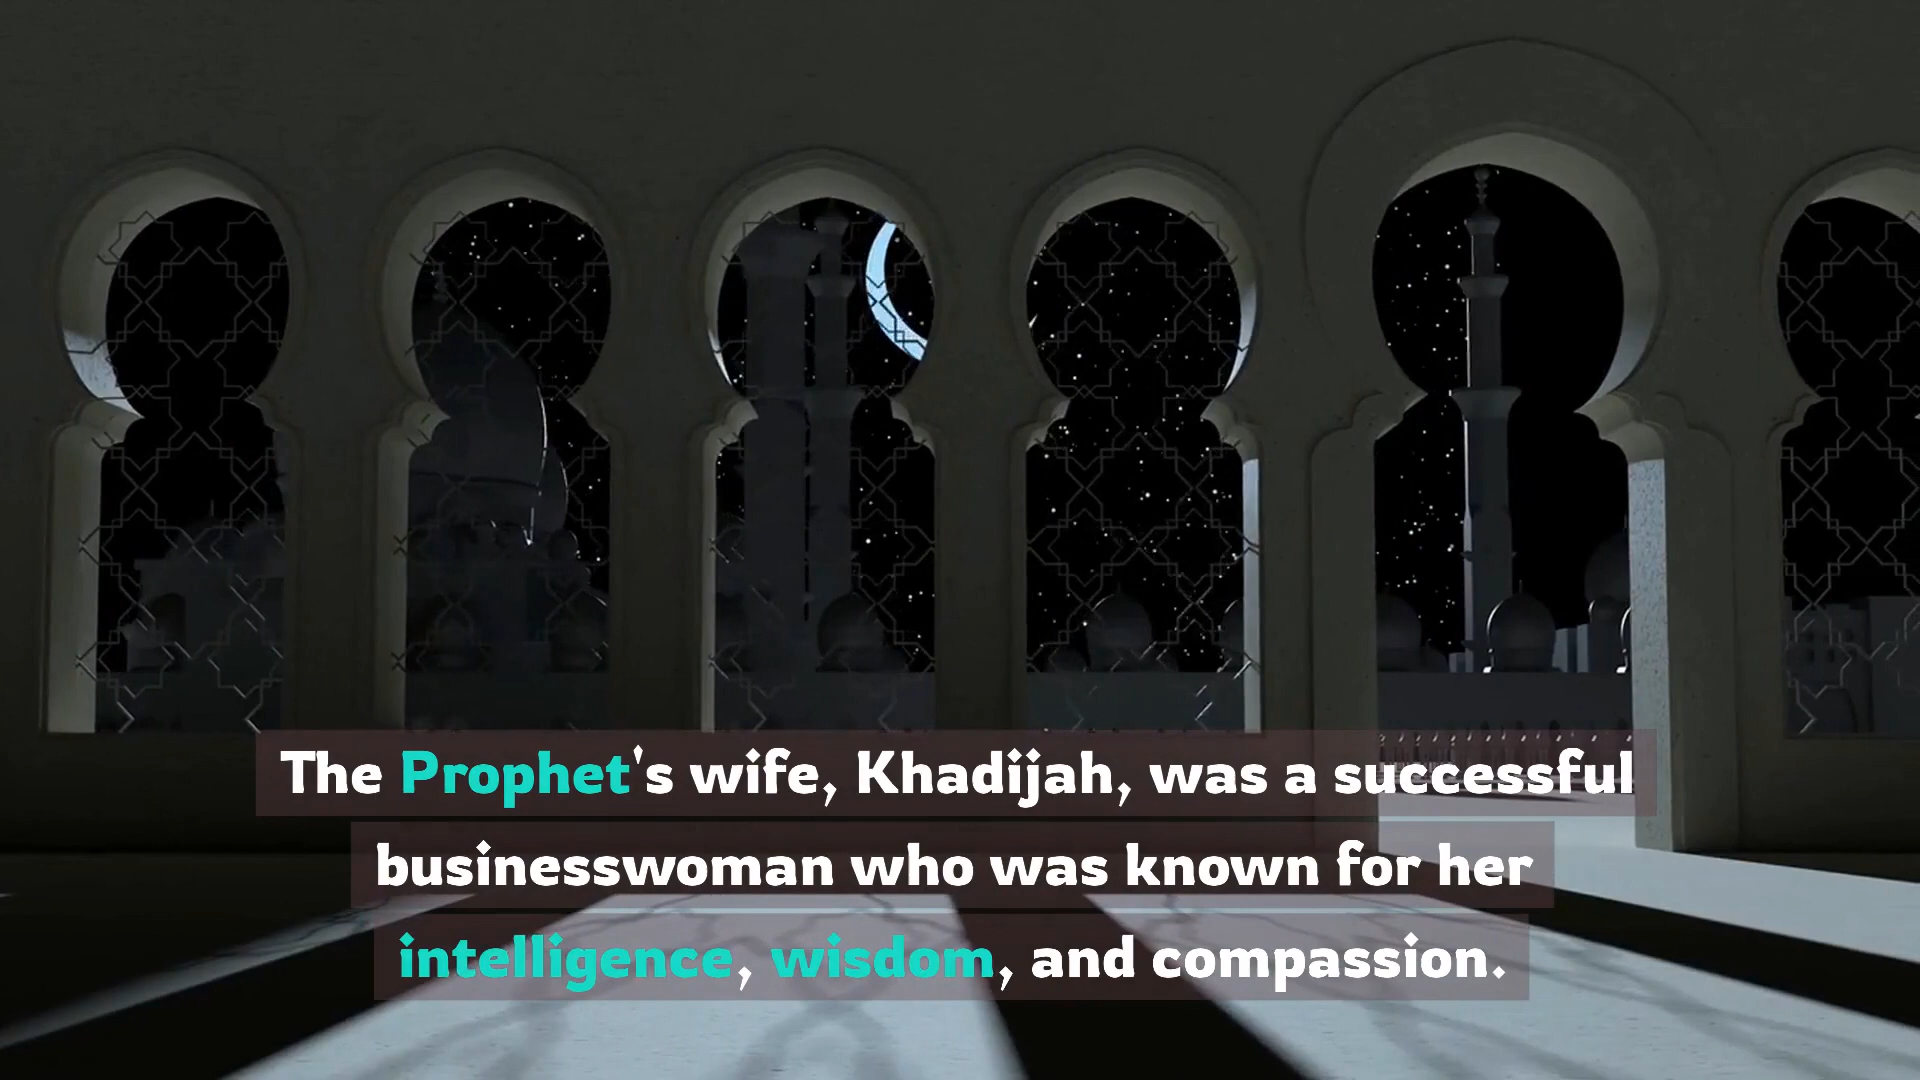 The Prophet's wife, Khadijah, was a successful
businesswoman who was known for her
intelligence, wisdom, and compassion.